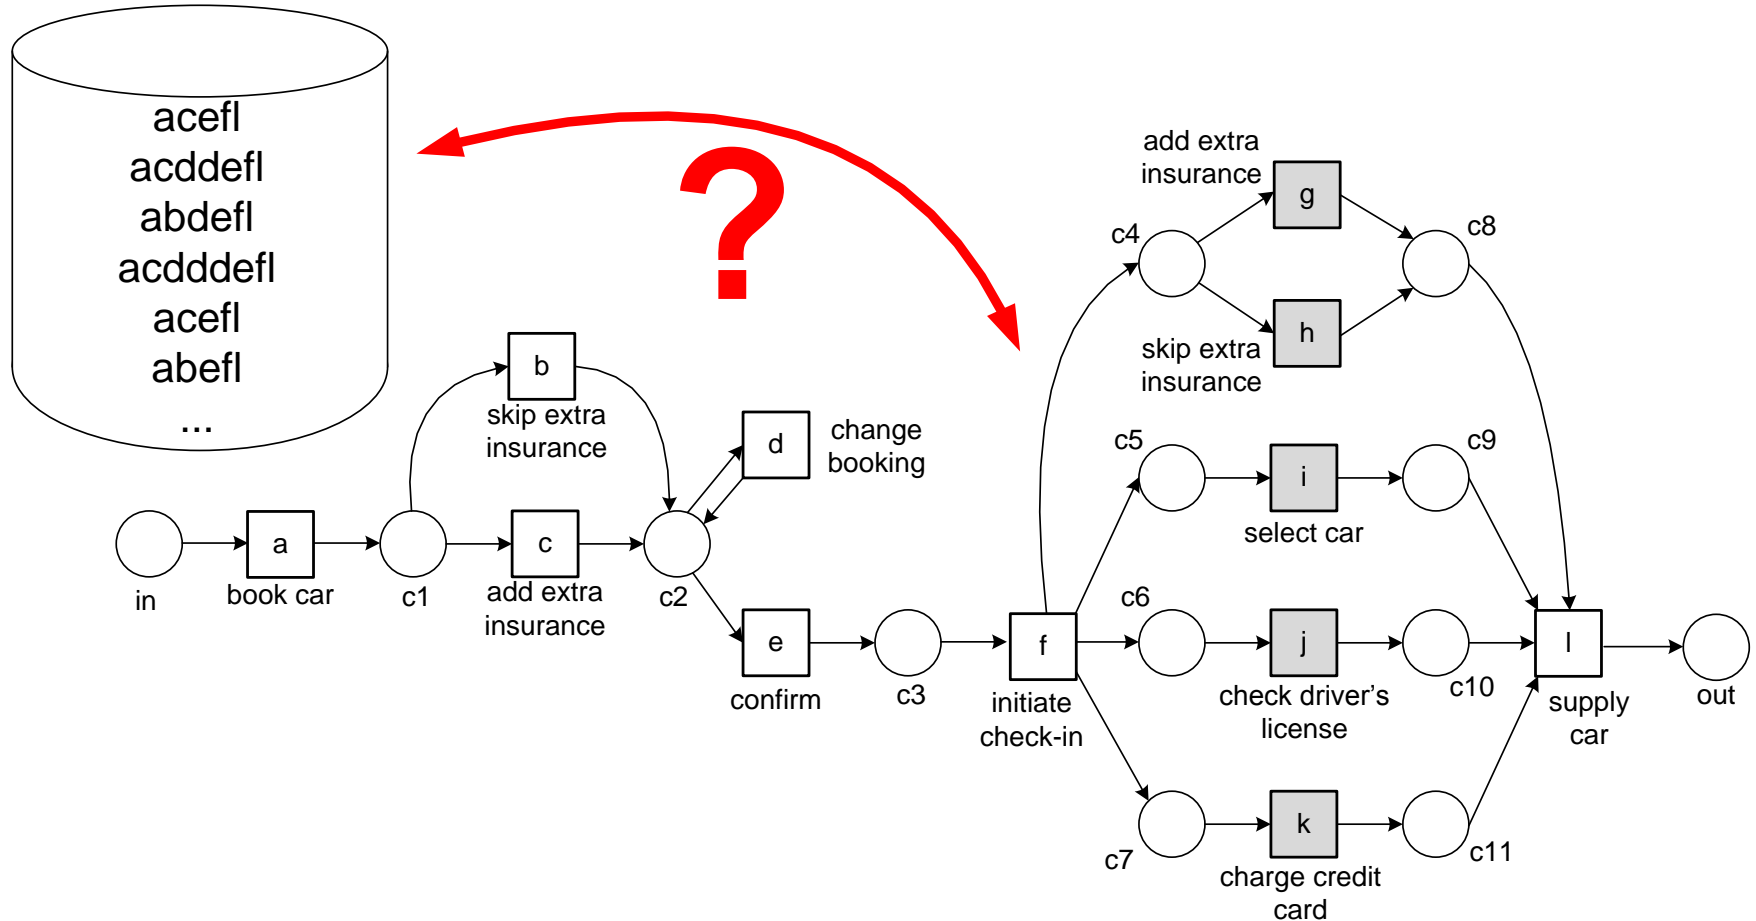 acefl
acddefl
abdefl
acdddefl
acefl
abefl
...
?
in
a
book car
c1
b
skip extra
insurance
c
add extra
insurance
c2
d
change
booking
e
confirm
c3
f
initiate
check-in
c4
add extra
insurance
g
h
skip extra
insurance
c8
c5
i
select car
c9
c6
j
check driver's
license
c10
c7
k
charge credit
card
c11
l
supply
car
out